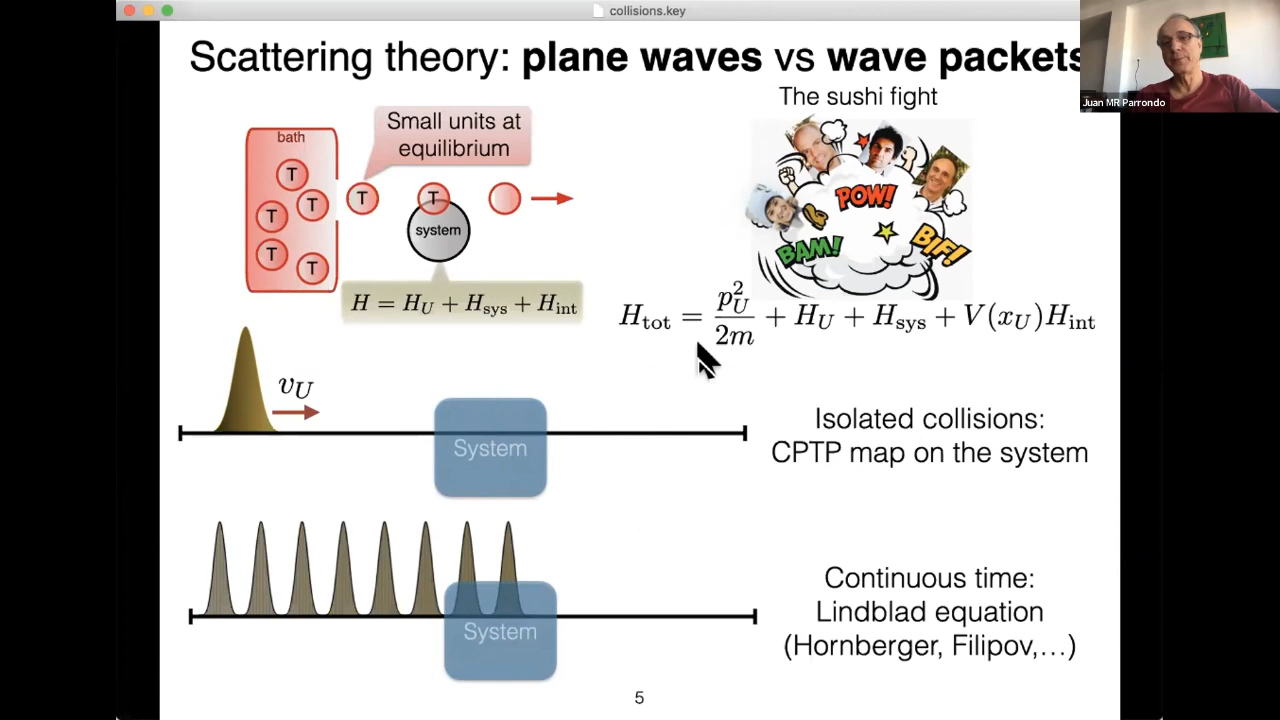 collisions.key
Scattering theory: plane waves vs wave packets
Juan MR Parrondo
The sushi fight
bath
Small units at
equilibrium
T
T
T
T
T
T
T
system
H = H_U + H_sys + H_int
POW!
BAM!
BIF!
H_tot = p_U^2/2m + H_U + H_sys + V(x_U)H_int
v_U
System
Isolated collisions:
CPTP map on the system
System
Continuous time:
Lindblad equation
(Hornberger, Filipov,…)
5